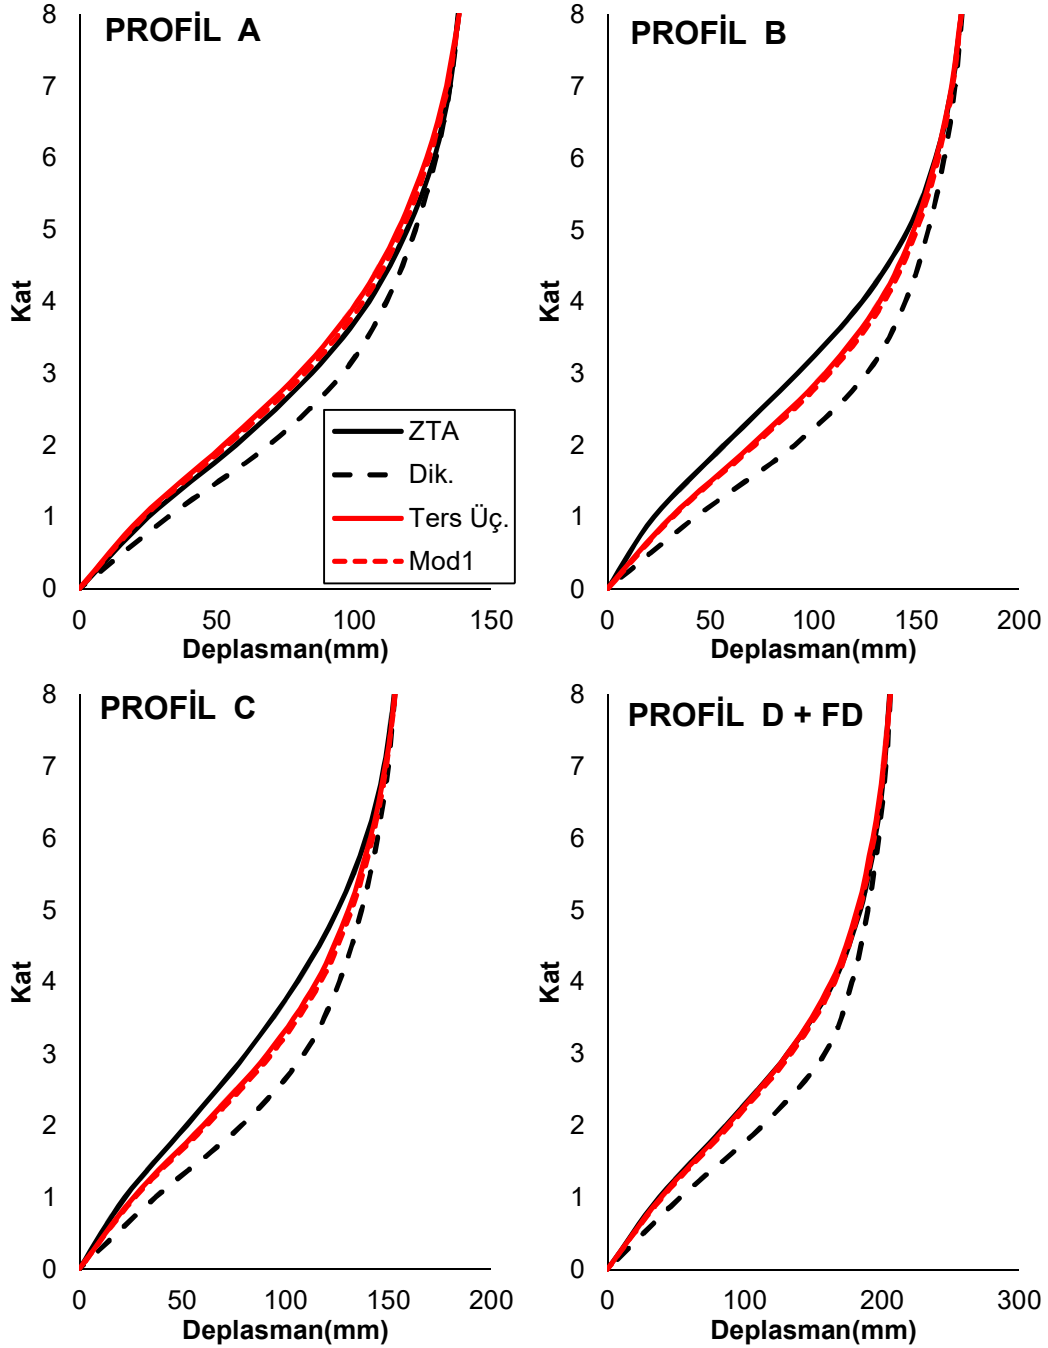 PROFİL A
8
7
6
5
4
3
2
1
0
Kat
ZTA
Dik.
Ters Üç.
Mod1
0 50 100 150
Deplasman(mm)
PROFİL B
8
7
6
5
4
3
2
1
0
Kat
0 50 100 150 200
Deplasman(mm)
PROFİL C
8
7
6
5
4
3
2
1
0
Kat
0 50 100 150 200
Deplasman(mm)
PROFİL D + FD
8
7
6
5
4
3
2
1
0
Kat
0 100 200 300
Deplasman(mm)